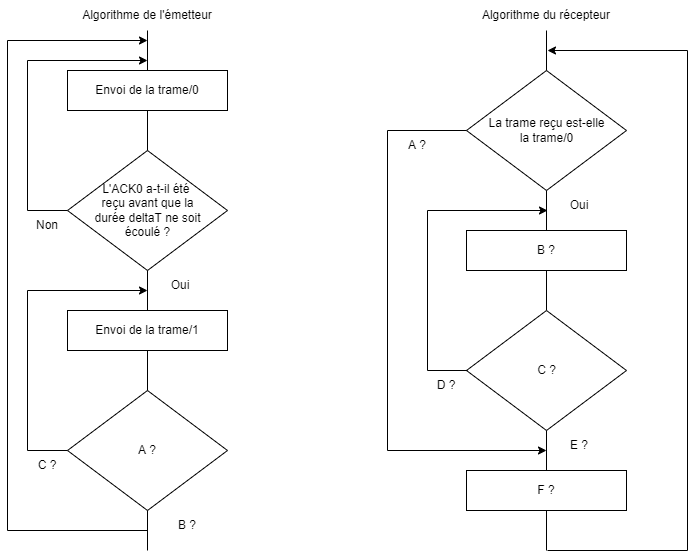 Algorithme de l'émetteur
Envoi de la trame/0
L'ACK0 a-t-il été
reçu avant que la
durée deltaT ne soit
écoulé ?
Non
Oui
Envoi de la trame/1
A ?
C ?
B ?
Algorithme du récepteur
La trame reçu est-elle
la trame/0
A ?
Oui
B ?
C ?
D ?
E ?
F ?